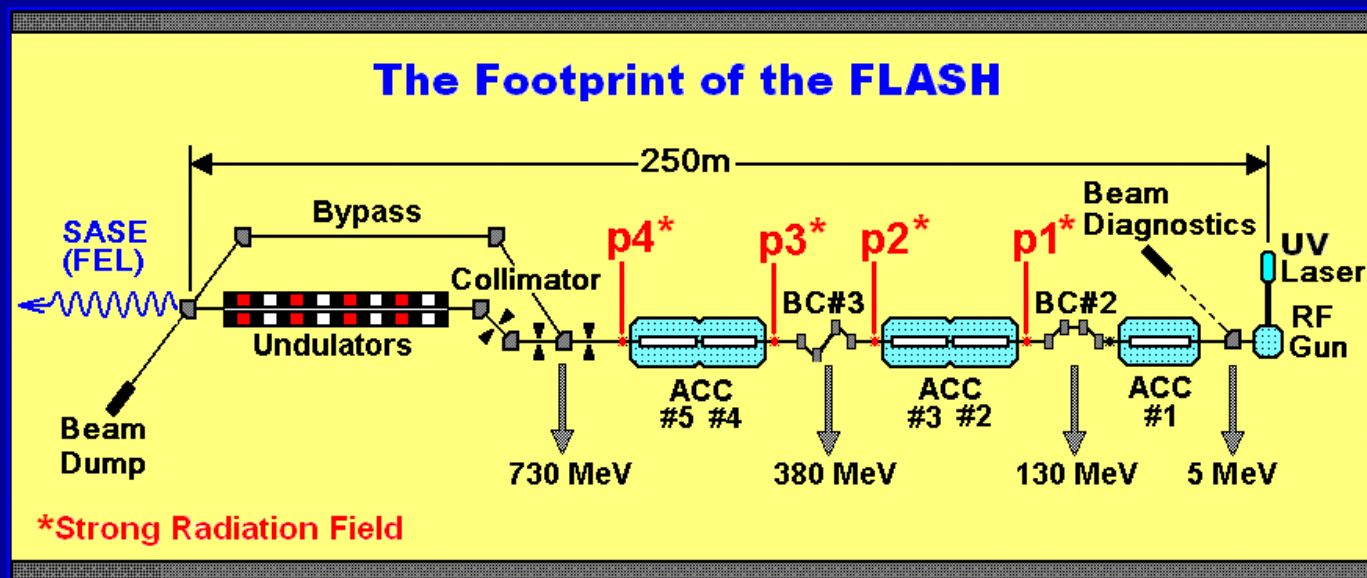 The Footprint of the FLASH
250m
Beam
Diagnostics
Bypass
SASE
(FEL)
p4*
p3*
p2*
p1*
UV
Laser
Collimator
BC#3
BC#2
RF
Gun
Undulators
ACC
#5 #4
ACC
#3 #2
ACC
#1
Beam
Dump
730 MeV
380 MeV
130 MeV
5 MeV
*Strong Radiation Field